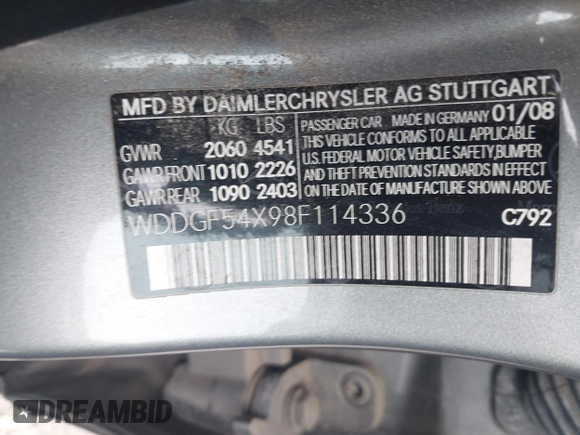 MFD BY DAIMLERCHRYSLER AG STUTTGART
KG LBS
GVWR 2060 4541
GAWR FRONT 1010 2226
GAWR REAR 1090 2403
PASSENGER CAR MADE IN GERMANY 01/08
THIS VEHICLE CONFORMS TO ALL APPLICABLE
U.S. FEDERAL MOTOR VEHICLE SAFETY, BUMPER
AND THEFT PREVENTION STANDARDS IN EFFECT
ON THE DATE OF MANUFACTURE SHOWN ABOVE.
WDDGF54X98F114336
C792
DREAMBID